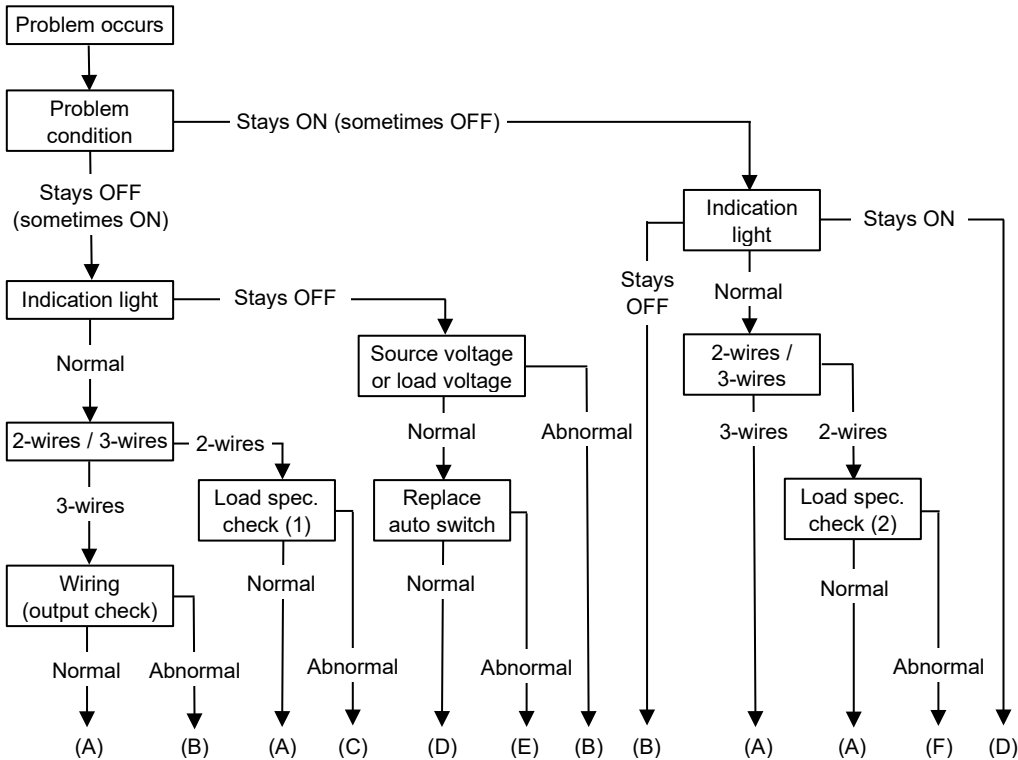 Problem occurs
Problem
condition
Stays ON (sometimes OFF)
Stays OFF
(sometimes ON)
Indication
light
Stays ON
Stays
OFF
Normal
Indication light
Stays OFF
Source voltage
or load voltage
2-wires /
3-wires
Normal
Normal
Abnormal
3-wires
2-wires
2-wires / 3-wires
2-wires
3-wires
Load spec.
check (1)
Replace
auto switch
Load spec.
check (2)
Wiring
(output check)
Normal
Normal
Normal
Normal
Abnormal
Abnormal
Abnormal
Abnormal
(A)
(B)
(A)
(C)
(D)
(E)
(B)
(B)
(A)
(A)
(F)
(D)